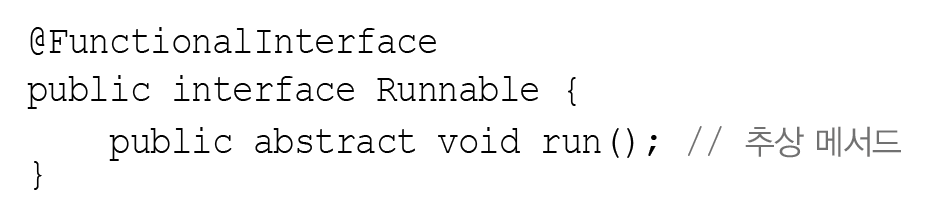 @FunctionalInterface
public interface Runnable {
    public abstract void run(); // 추상 메서드
}